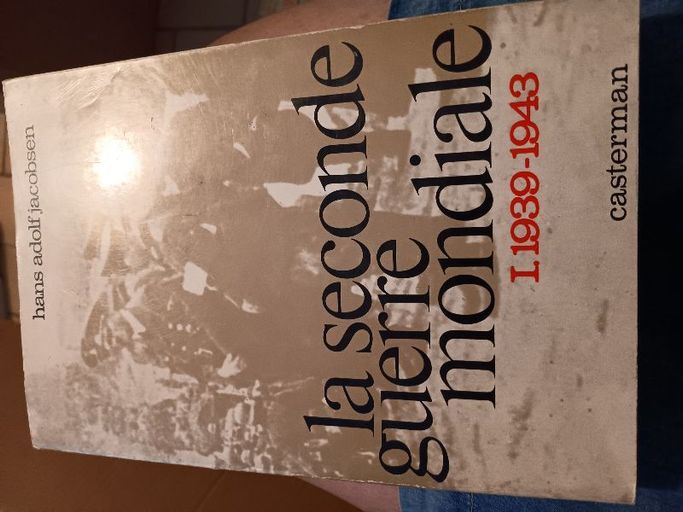 hans adolf jacobsen
la seconde
guerre
mondiale
I. 1939-1943
casterman